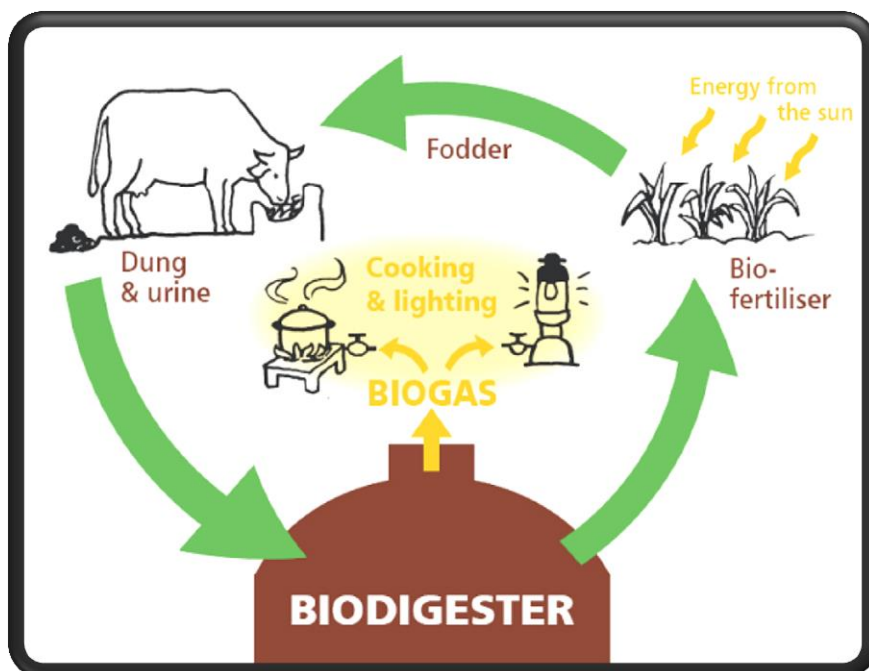 Energy from
the sun
Fodder
Dung
& urine
Cooking
& lighting
Bio-
fertiliser
BIOGAS
BIODIGESTER